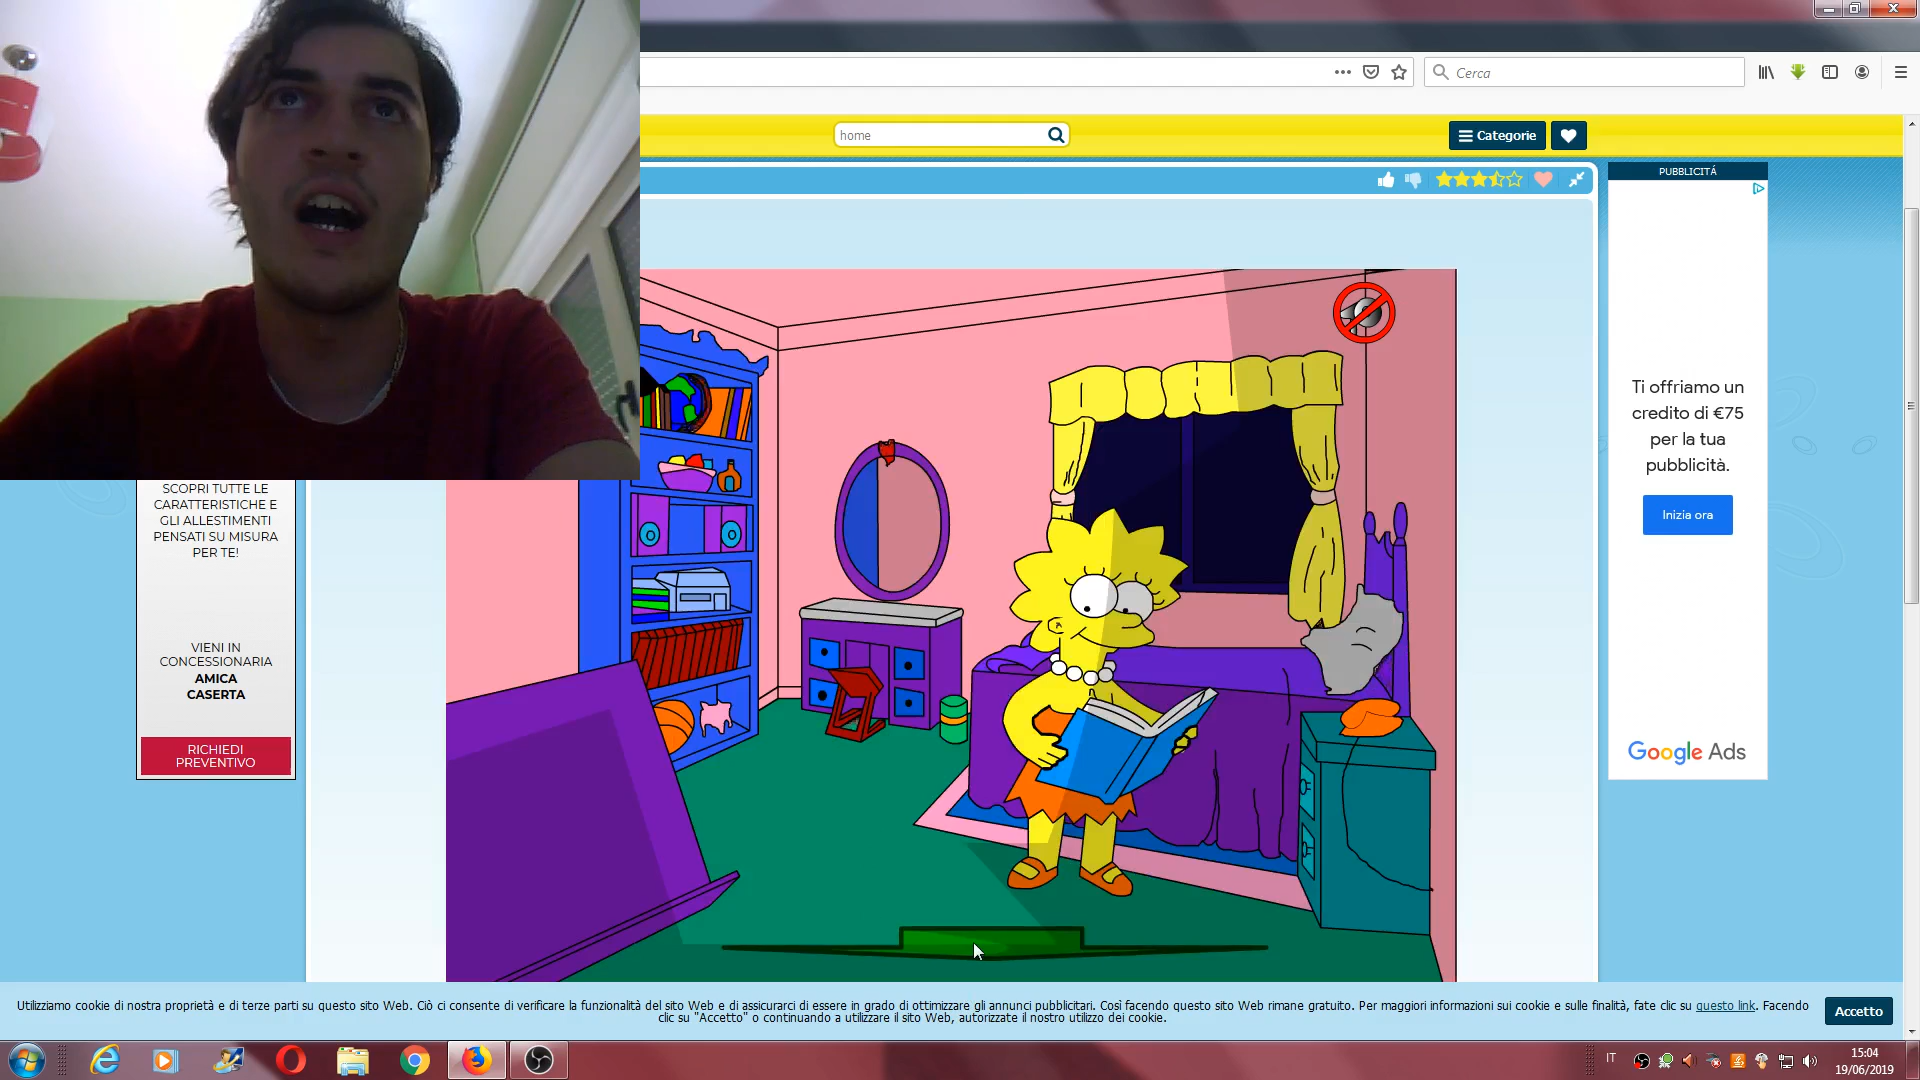 Cerca
home
Categorie
PUBBLICITÁ
Ti offriamo un
credito di €75
per la tua
pubblicità.
Inizia ora
Google Ads
SCOPRI TUTTE LE
CARATTERISTICHE E
GLI ALLESTIMENTI
PENSATI SU MISURA
PER TE!
VIENI IN
CONCESSIONARIA
AMICA
CASERTA
RICHIEDI
PREVENTIVO
Utilizziamo cookie di nostra proprietà e di terze parti su questo sito Web. Ciò ci consente di verificare la funzionalità del sito Web e di assicurarci di essere in grado di ottimizzare gli annunci pubblicitari. Così facendo questo sito Web rimane gratuito. Per maggiori informazioni sui cookie e sulle finalità, fate clic su questo link. Facendo
clic su "Accetto" o continuando a utilizzare il sito Web, autorizzate il nostro utilizzo dei cookie.
Accetto
IT
15:04
19/06/2019